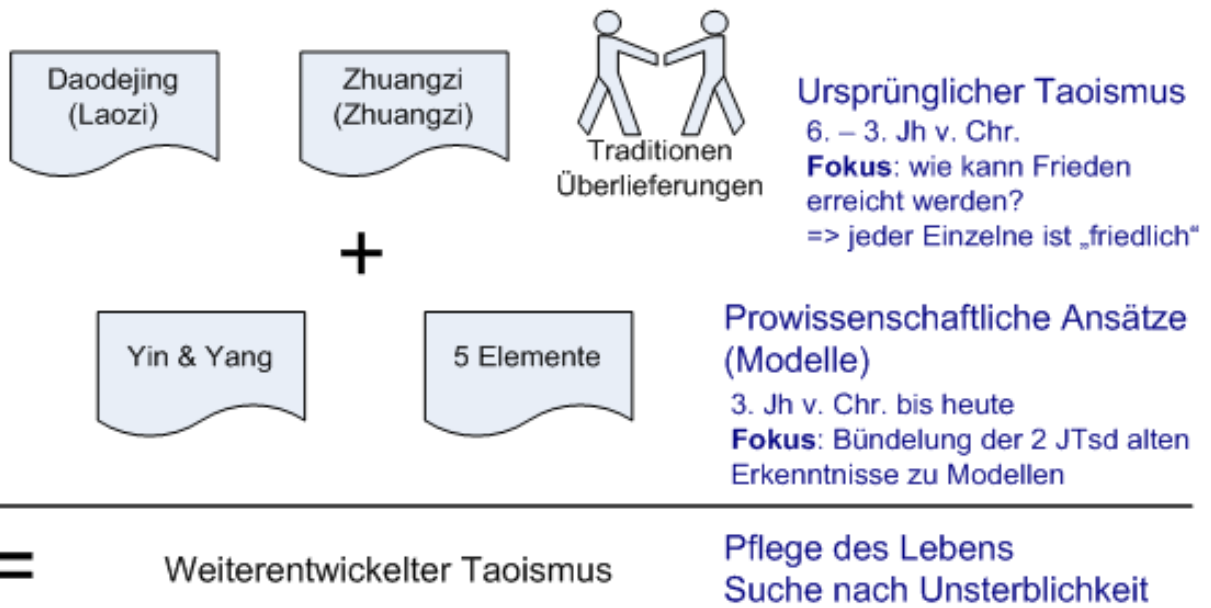 Daodejing
(Laozi)
Zhuangzi
(Zhuangzi)
Traditionen
Überlieferungen
Ursprünglicher Taoismus
6. – 3. Jh v. Chr.
Fokus: wie kann Frieden
erreicht werden?
=> jeder Einzelne ist „friedlich“
+
Yin & Yang
5 Elemente
Prowissenschaftliche Ansätze
(Modelle)
3. Jh v. Chr. bis heute
Fokus: Bündelung der 2 JTsd alten
Erkenntnisse zu Modellen
=
Weiterentwickelter Taoismus
Pflege des Lebens
Suche nach Unsterblichkeit